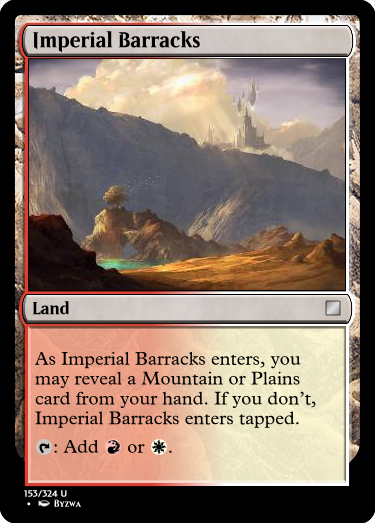 Imperial Barracks
Land
As Imperial Barracks enters, you
may reveal a Mountain or Plains
card from your hand. If you don't,
Imperial Barracks enters tapped.
: Add or .
153/324 U
• Byzwa